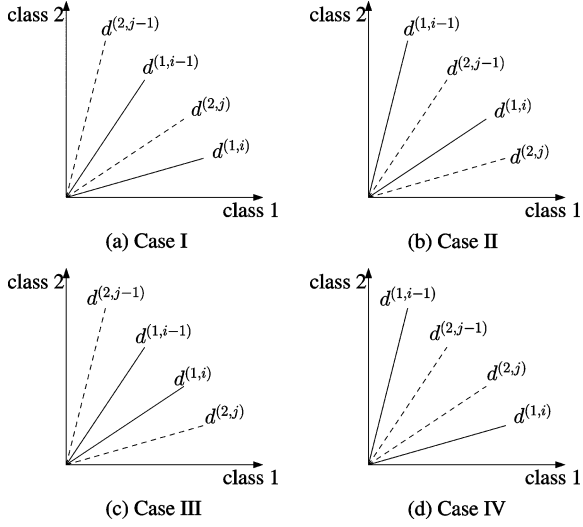 class 2
d^{(2,j−1)}
d^{(1,i−1)}
d^{(2,j)}
d^{(1,i)}
class 1
(a) Case I
class 2
d^{(1,i−1)}
d^{(2,j−1)}
d^{(1,i)}
d^{(2,j)}
class 1
(b) Case II
class 2
d^{(2,j−1)}
d^{(1,i−1)}
d^{(1,i)}
d^{(2,j)}
class 1
(c) Case III
class 2
d^{(1,i−1)}
d^{(2,j−1)}
d^{(2,j)}
d^{(1,i)}
class 1
(d) Case IV